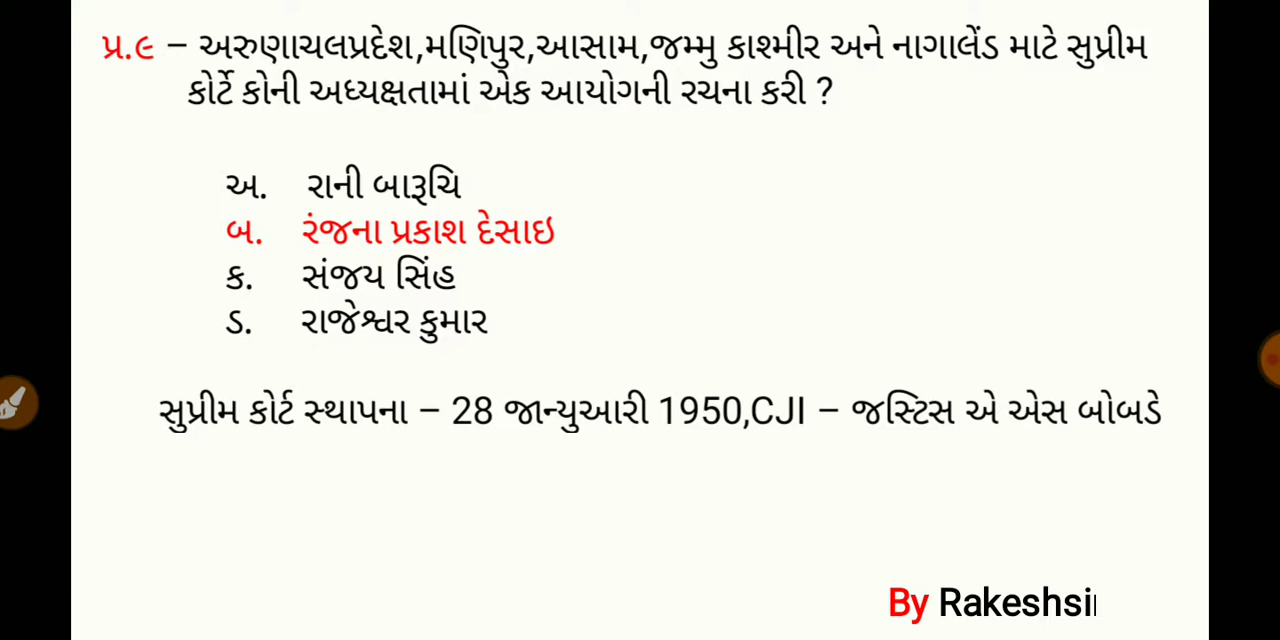 પ્ર.૯ – અરુણાચલપ્રદેશ,મણિપુર,આસામ,જમ્મુ કાશ્મીર અને નાગાલેંડ માટે સુપ્રીમ
કોર્ટે કોની અધ્યક્ષતામાં એક આયોગની રચના કરી ?
અ. રાની બારૂચિ
બ. રંજના પ્રકાશ દેસાઇ
ક. સંજય સિંહ
ડ. રાજેશ્વર કુમાર
સુપ્રીમ કોર્ટ સ્થાપના – 28 જાન્યુઆરી 1950,CJI – જસ્ટિસ એ એસ બોબડે
By